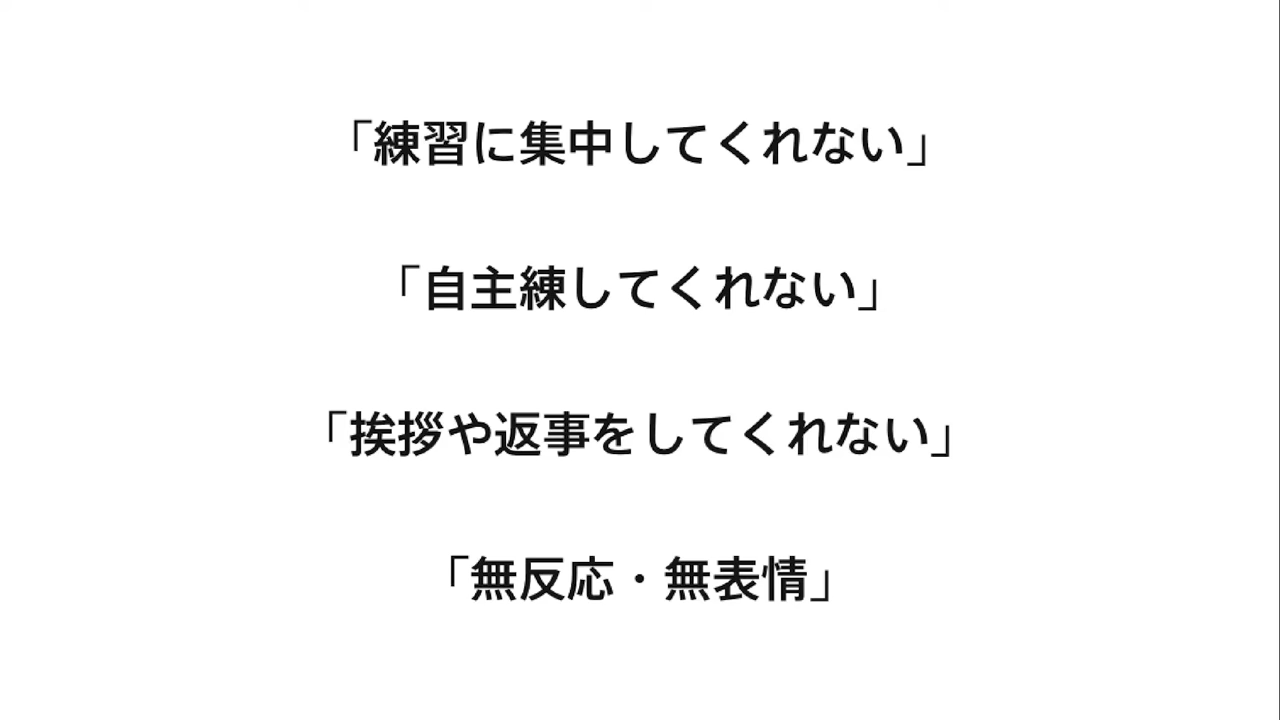 「練習に集中してくれない」
「自主練してくれない」
「挨拶や返事をしてくれない」
「無反応・無表情」